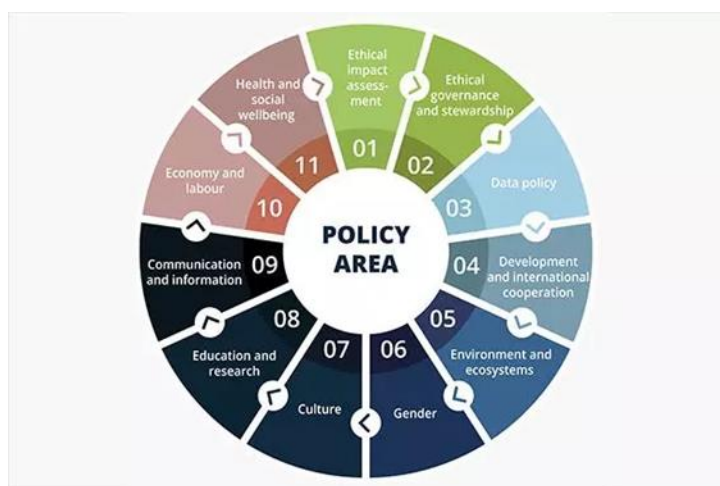 POLICY
AREA
Ethical
impact
assess-
ment
01
Ethical
governance
and stewardship
02
Data policy
03
Development
and international
cooperation
04
Environment and
ecosystems
05
Gender
06
Culture
07
Education and
research
08
Communication
and information
09
Economy and
labour
10
Health and
social
wellbeing
11